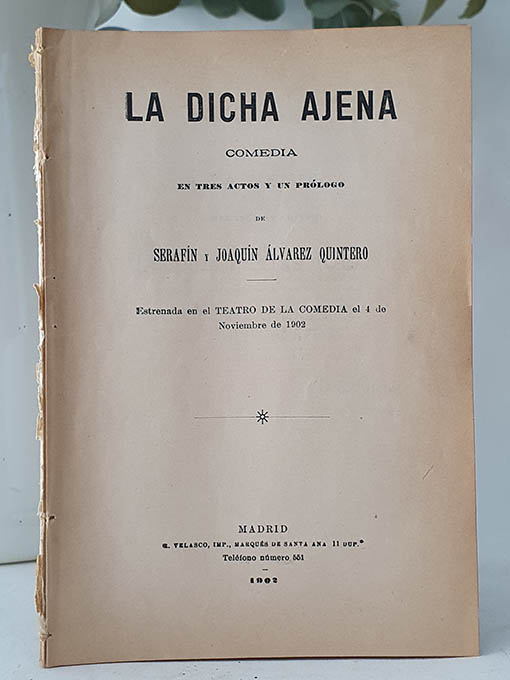 LA DICHA AJENA
COMEDIA
EN TRES ACTOS Y UN PRÓLOGO
DE
SERAFÍN Y JOAQUÍN ÁLVAREZ QUINTERO
Estrenada en el TEATRO DE LA COMEDIA el 4 de
Noviembre de 1902
MADRID
R. VELASCO, IMP., MARQUÉS DE SANTA ANA 11 DUP.º
Teléfono número 551
1902